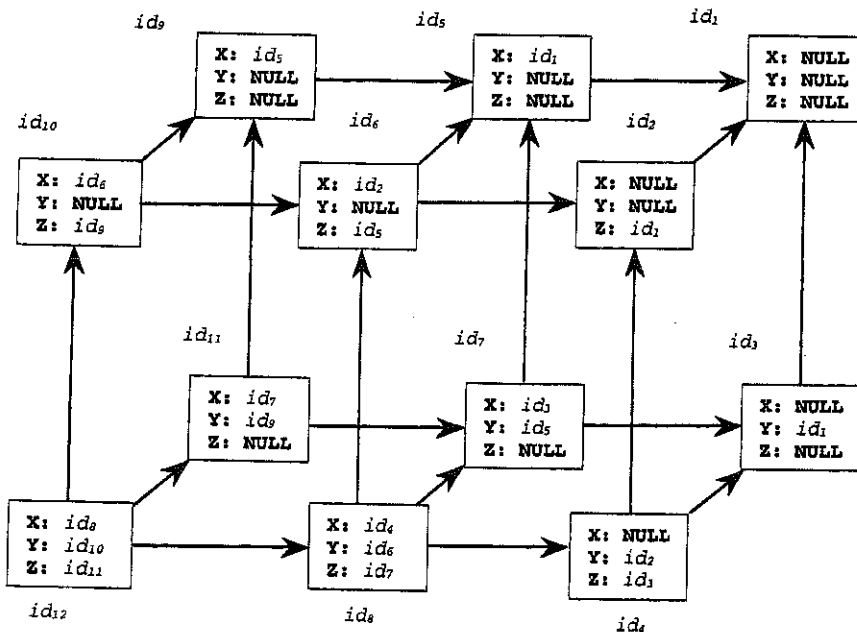 id₉
id₅
id₁
X: id₅
Y: NULL
Z: NULL
X: id₁
Y: NULL
Z: NULL
X: NULL
Y: NULL
Z: NULL
id₁₀
id₆
id₂
X: id₆
Y: NULL
Z: id₉
X: id₂
Y: NULL
Z: id₅
X: NULL
Y: NULL
Z: id₁
id₁₁
id₇
id₃
X: id₇
Y: id₉
Z: NULL
X: id₃
Y: id₅
Z: NULL
X: NULL
Y: id₁
Z: NULL
X: id₈
Y: id₁₀
Z: id₁₁
X: id₄
Y: id₆
Z: id₇
X: NULL
Y: id₂
Z: id₃
id₁₂
id₈
id₄